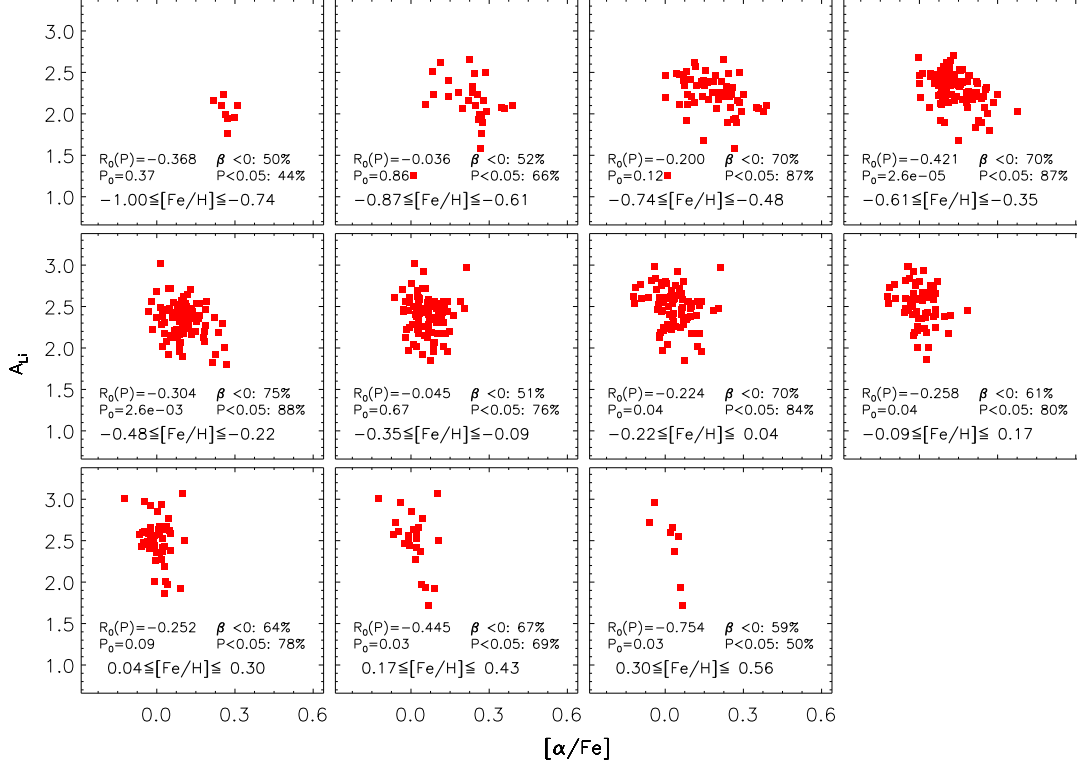 3.0
2.5
2.0
1.5
1.0
R₀(P)=−0.368 β <0: 50%
P₀=0.37 P<0.05: 44%
−1.00≦[Fe/H]≦−0.74
R₀(P)=−0.036 β <0: 52%
P₀=0.86 P<0.05: 66%
−0.87≦[Fe/H]≦−0.61
R₀(P)=−0.200 β <0: 70%
P₀=0.12 P<0.05: 87%
−0.74≦[Fe/H]≦−0.48
R₀(P)=−0.421 β <0: 70%
P₀=2.6e−05 P<0.05: 87%
−0.61≦[Fe/H]≦−0.35
A_Li
3.0
2.5
2.0
1.5
1.0
R₀(P)=−0.304 β <0: 75%
P₀=2.6e−03 P<0.05: 88%
−0.48≦[Fe/H]≦−0.22
R₀(P)=−0.045 β <0: 51%
P₀=0.67 P<0.05: 76%
−0.35≦[Fe/H]≦−0.09
R₀(P)=−0.224 β <0: 70%
P₀=0.04 P<0.05: 84%
−0.22≦[Fe/H]≦ 0.04
R₀(P)=−0.258 β <0: 61%
P₀=0.04 P<0.05: 80%
−0.09≦[Fe/H]≦ 0.17
3.0
2.5
2.0
1.5
1.0
R₀(P)=−0.252 β <0: 64%
P₀=0.09 P<0.05: 78%
0.04≦[Fe/H]≦ 0.30
R₀(P)=−0.445 β <0: 67%
P₀=0.03 P<0.05: 69%
0.17≦[Fe/H]≦ 0.43
R₀(P)=−0.754 β <0: 59%
P₀=0.03 P<0.05: 50%
0.30≦[Fe/H]≦ 0.56
0.0 0.3 0.6
0.0 0.3 0.6
0.0 0.3 0.6
[α/Fe]